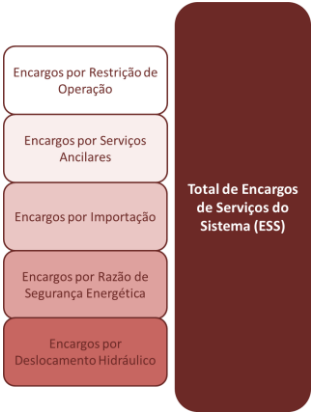 Encargos por Restrição de
Operação
Encargos por Serviços
Ancilares
Encargos por Importação
Encargos por Razão de
Segurança Energética
Encargos por
Deslocamento Hidráulico
Total de Encargos
de Serviços do
Sistema (ESS)